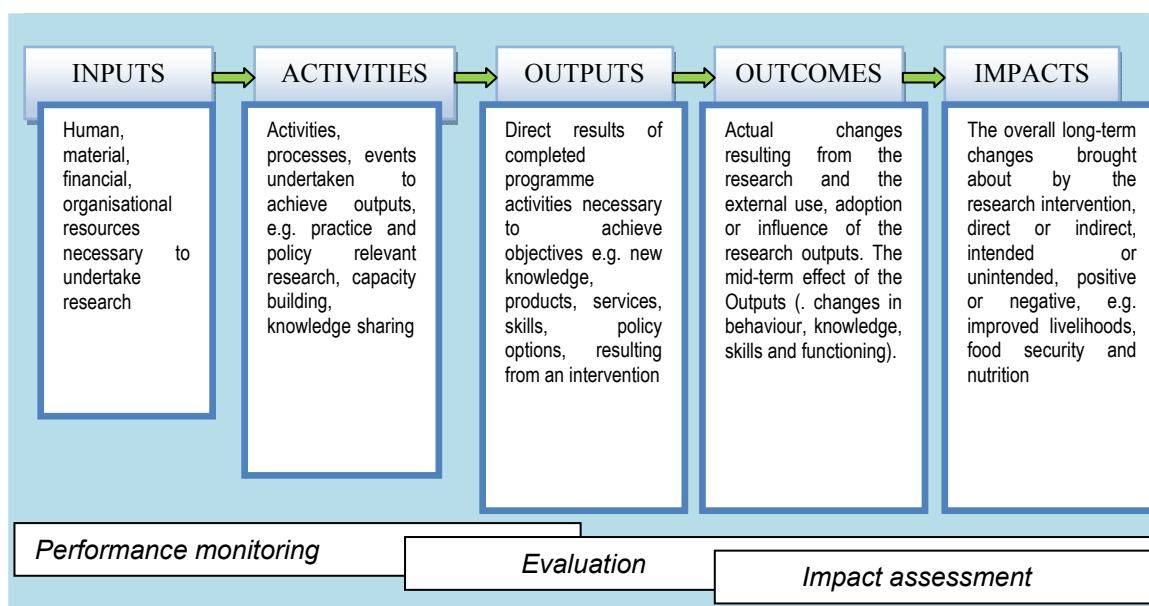 INPUTS
Human,
material,
financial,
organisational
resources
necessary to
undertake
research
ACTIVITIES
Activities,
processes, events
undertaken to
achieve outputs,
e.g. practice and
policy relevant
research, capacity
building,
knowledge sharing
OUTPUTS
Direct results of
completed
programme
activities necessary
to achieve
objectives e.g. new
knowledge,
products, services,
skills, policy
options, resulting
from an intervention
OUTCOMES
Actual changes
resulting from the
research and the
external use, adoption
or influence of the
research outputs. The
mid-term effect of the
Outputs (. changes in
behaviour, knowledge,
skills and functioning).
IMPACTS
The overall long-term
changes brought
about by the
research intervention,
direct or indirect,
intended or
unintended, positive
or negative, e.g.
improved livelihoods,
food security and
nutrition
Performance monitoring
Evaluation
Impact assessment